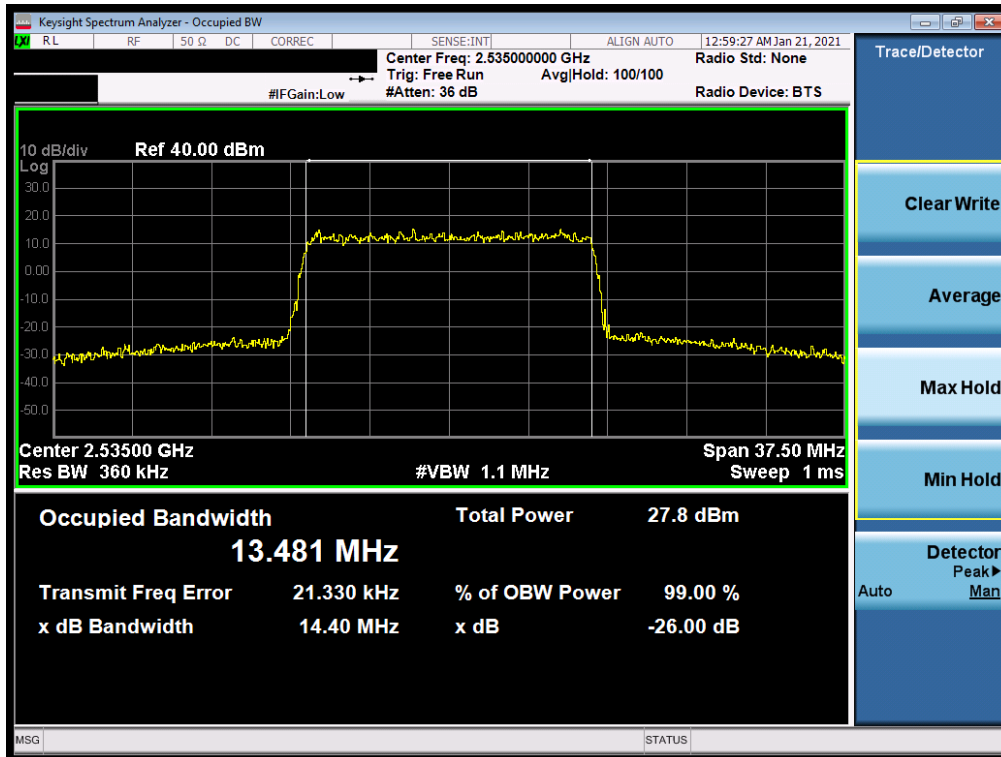 Keysight Spectrum Analyzer - Occupied BW
LXI RL RF 50 Ω DC CORREC SENSE:INT ALIGN AUTO 12:59:27 AM Jan 21, 2021
Center Freq: 2.535000000 GHz Radio Std: None
Trig: Free Run Avg|Hold: 100/100
#IFGain:Low #Atten: 36 dB Radio Device: BTS
10 dB/div Ref 40.00 dBm
Log
30.0
20.0
10.0
0.00
-10.0
-20.0
-30.0
-40.0
-50.0
Center 2.53500 GHz Span 37.50 MHz
Res BW 360 kHz #VBW 1.1 MHz Sweep 1 ms
Occupied Bandwidth Total Power 27.8 dBm
13.481 MHz
Transmit Freq Error 21.330 kHz % of OBW Power 99.00 %
x dB Bandwidth 14.40 MHz x dB -26.00 dB
MSG STATUS
Trace/Detector
Clear Write
Average
Max Hold
Min Hold
Detector
Peak▶
Auto Man